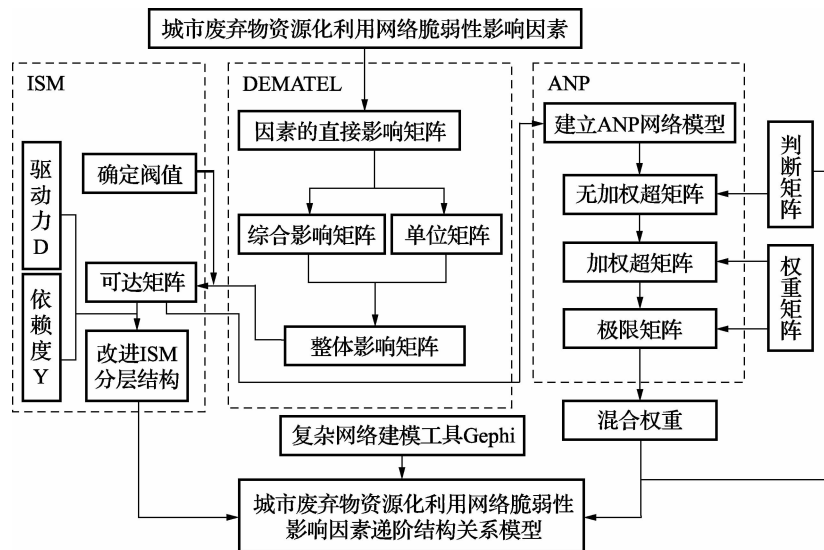 城市废弃物资源化利用网络脆弱性影响因素
ISM
DEMATEL
ANP
驱动力D
依赖度Y
确定阀值
可达矩阵
改进ISM
分层结构
因素的直接影响矩阵
综合影响矩阵
单位矩阵
整体影响矩阵
建立ANP网络模型
无加权超矩阵
加权超矩阵
极限矩阵
判断矩阵
权重矩阵
混合权重
复杂网络建模工具Gephi
城市废弃物资源化利用网络脆弱性
影响因素递阶结构关系模型